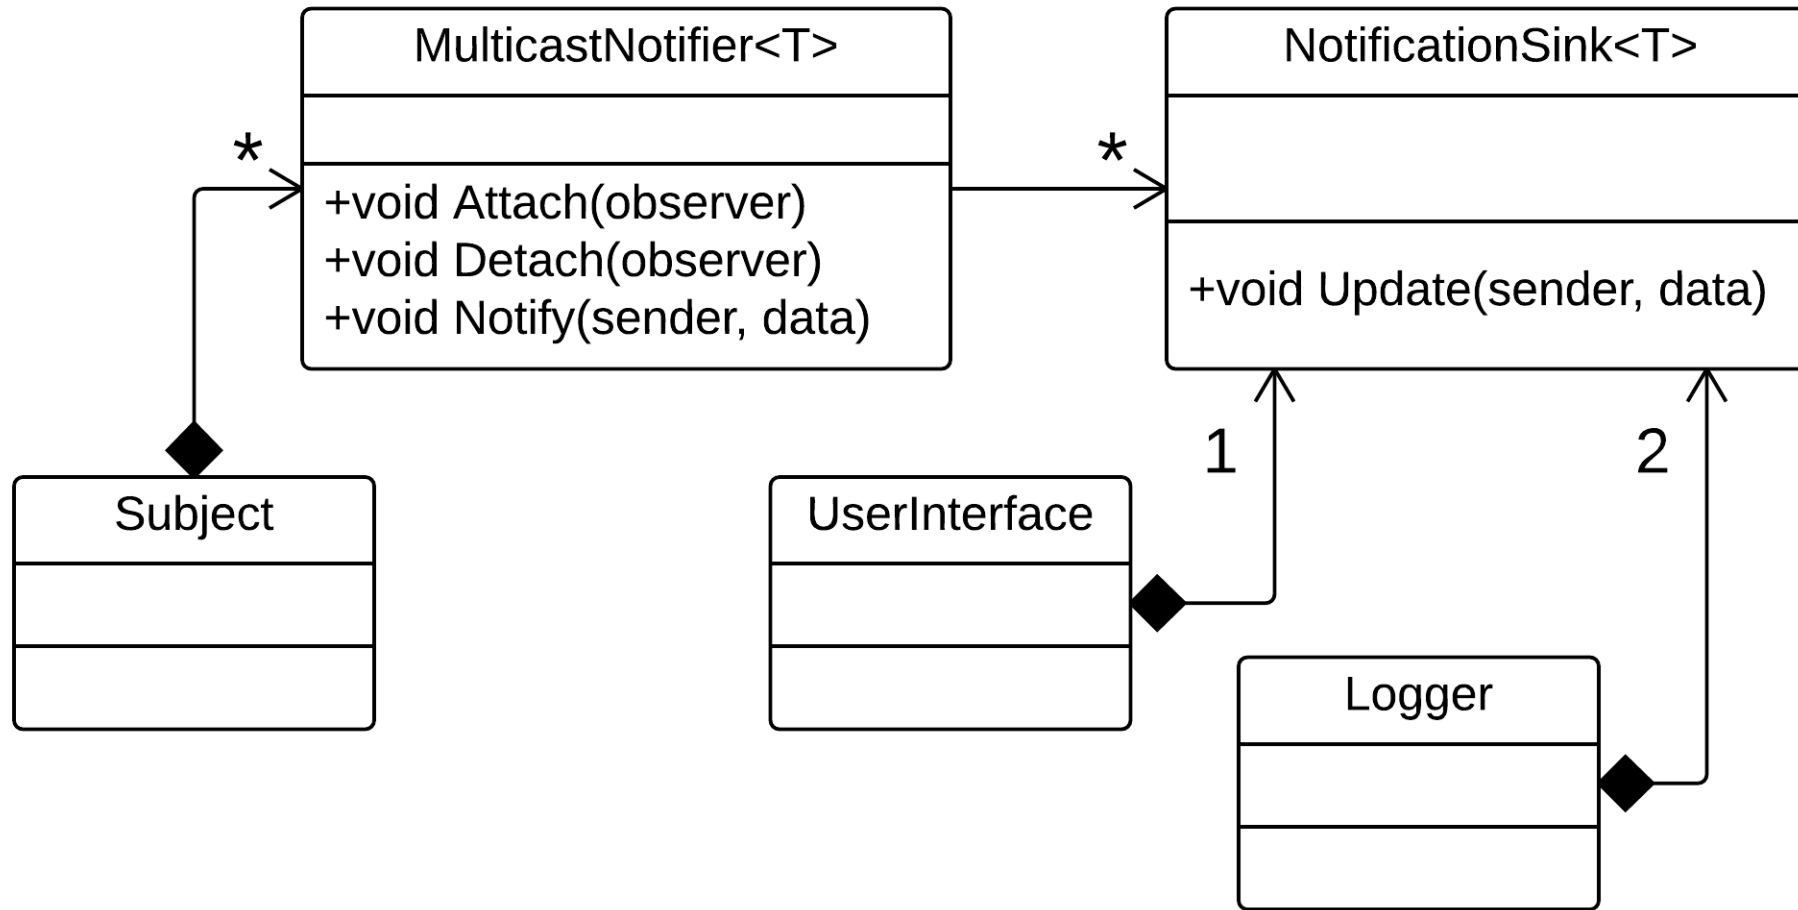 MulticastNotifier<T>
NotificationSink<T>
*
*
+void Attach(observer)
+void Detach(observer)
+void Notify(sender, data)
+void Update(sender, data)
1
2
Subject
UserInterface
Logger